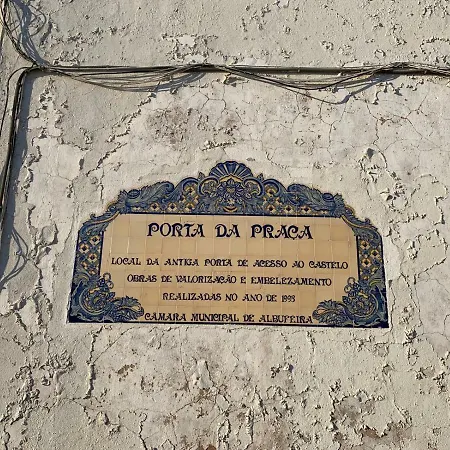 PORTA DA PRAÇA
LOCAL DA ANTIGA PORTA DE ACESSO AO CASTELO
OBRAS DE VALORIZAÇÃO E EMBELEZAMENTO
REALIZADAS NO ANO DE 1993
CÂMARA MUNICIPAL DE ALBUFEIRA